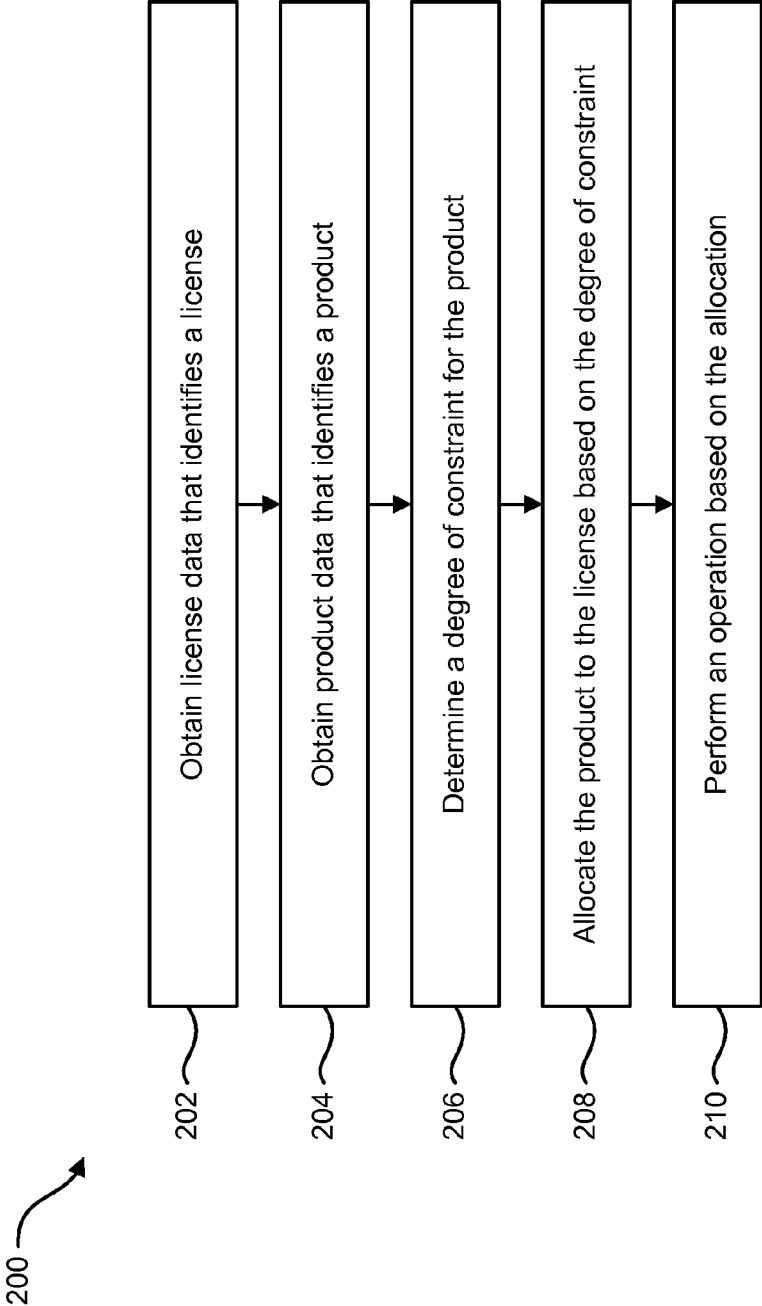 200
202
Obtain license data that identifies a license
204
Obtain product data that identifies a product
206
Determine a degree of constraint for the product
208
Allocate the product to the license based on the degree of constraint
210
Perform an operation based on the allocation